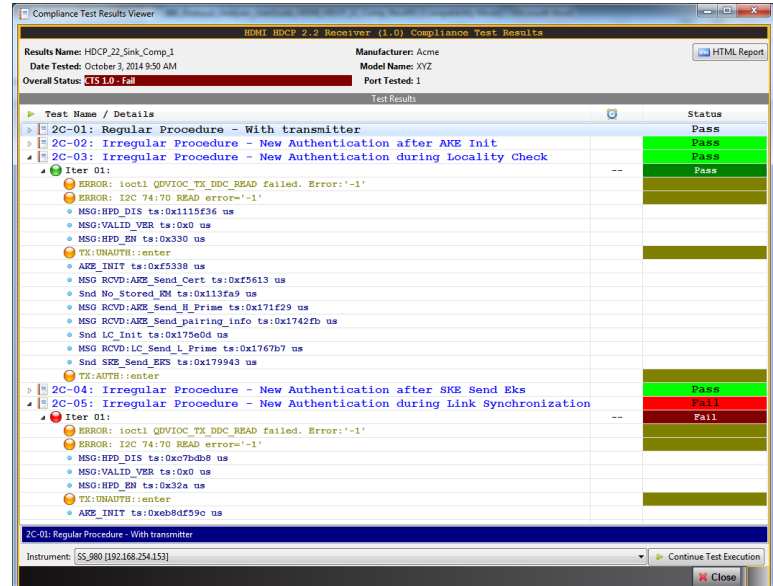 Compliance Test Results Viewer
HDMI HDCP 2.2 Receiver (1.0) Compliance Test Results
Results Name: HDCP_22_Sink_Comp_1
Manufacturer: Acme
HTML Report
Date Tested: October 3, 2014 9:50 AM
Model Name: XYZ
Overall Status: CTS 1.0 - Fail
Port Tested: 1
Test Results
Test Name / Details
Status
2C-01: Regular Procedure - With transmitter
Pass
2C-02: Irregular Procedure - New Authentication after AKE Init
Pass
2C-03: Irregular Procedure - New Authentication during Locality Check
Pass
Iter 01:
--
Pass
ERROR: ioctl QDVIOC_TX_DDC_READ failed. Error:'-1'
ERROR: I2C 74:70 READ error='-1'
MSG:HPD_DIS ts:0x1115f36 us
MSG:VALID_VER ts:0x0 us
MSG:HPD_EN ts:0x330 us
TX:UNAUTH::enter
AKE_INIT ts:0xf5338 us
MSG RCVD:AKE_Send_Cert ts:0xf5613 us
Snd No_Stored_KM ts:0x113fa9 us
MSG RCVD:AKE_Send_H_Prime ts:0x171f29 us
MSG RCVD:AKE_Send_pairing_info ts:0x1742fb us
Snd LC_Init ts:0x175e0d us
MSG RCVD:LC_Send_L_Prime ts:0x1767b7 us
Snd SKE_Send_EKS ts:0x179943 us
TX:AUTH::enter
2C-04: Irregular Procedure - New Authentication after SKE Send Eks
Pass
2C-05: Irregular Procedure - New Authentication during Link Synchronization
Fail
Iter 01:
--
Fail
ERROR: ioctl QDVIOC_TX_DDC_READ failed. Error:'-1'
ERROR: I2C 74:70 READ error='-1'
MSG:HPD_DIS ts:0xc7bdb8 us
MSG:VALID_VER ts:0x0 us
MSG:HPD_EN ts:0x32a us
TX:UNAUTH::enter
AKE_INIT ts:0xeb8df59c us
2C-01: Regular Procedure - With transmitter
Instrument: SS_980 [192.168.254.153]
Continue Test Execution
Close